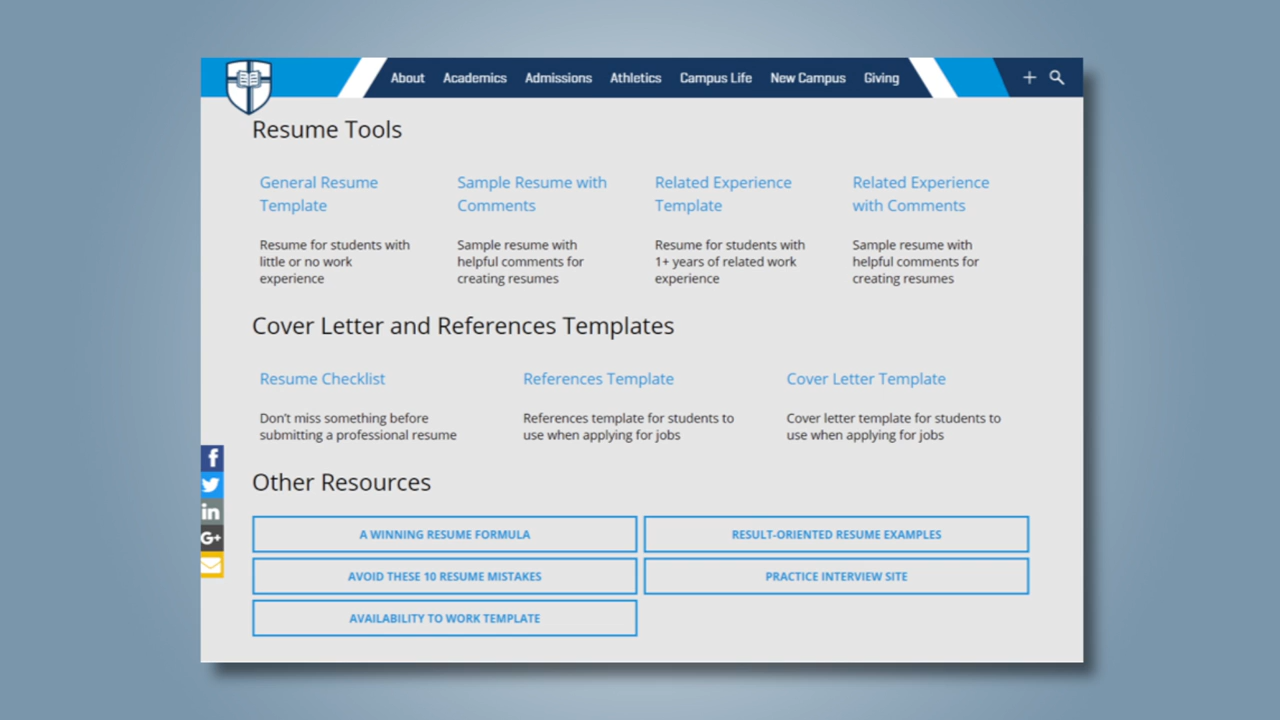 About Academics Admissions Athletics Campus Life New Campus Giving
Resume Tools
General Resume
Template
Resume for students with
little or no work
experience
Sample Resume with
Comments
Sample resume with
helpful comments for
creating resumes
Related Experience
Template
Resume for students with
1+ years of related work
experience
Related Experience
with Comments
Sample resume with
helpful comments for
creating resumes
Cover Letter and References Templates
Resume Checklist
Don't miss something before
submitting a professional resume
References Template
References template for students to
use when applying for jobs
Cover Letter Template
Cover letter template for students to
use when applying for jobs
Other Resources
A WINNING RESUME FORMULA
RESULT-ORIENTED RESUME EXAMPLES
AVOID THESE 10 RESUME MISTAKES
PRACTICE INTERVIEW SITE
AVAILABILITY TO WORK TEMPLATE
f
in
G+